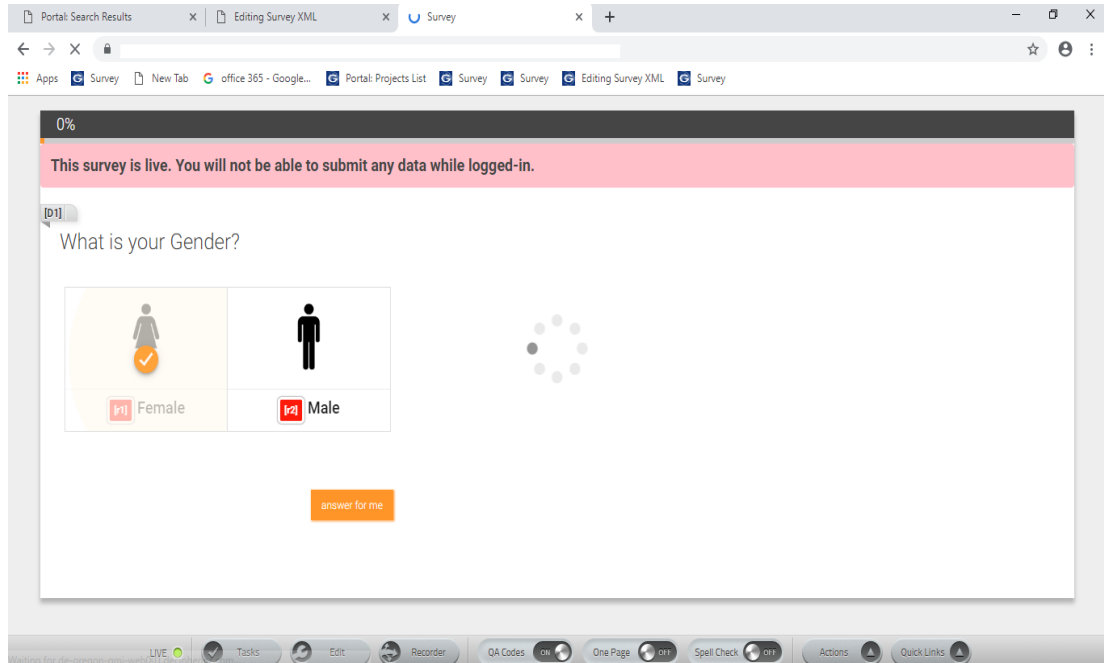 Portal: Search Results Editing Survey XML Survey
Apps Survey New Tab office 365 - Google... Portal: Projects List Survey Survey Editing Survey XML Survey
0%
This survey is live. You will not be able to submit any data while logged-in.
[D1]
What is your Gender?
[r1] Female [r2] Male
answer for me
LIVE Tasks Edit Recorder QA Codes ON One Page OFF Spell Check OFF Actions Quick Links
Waiting for